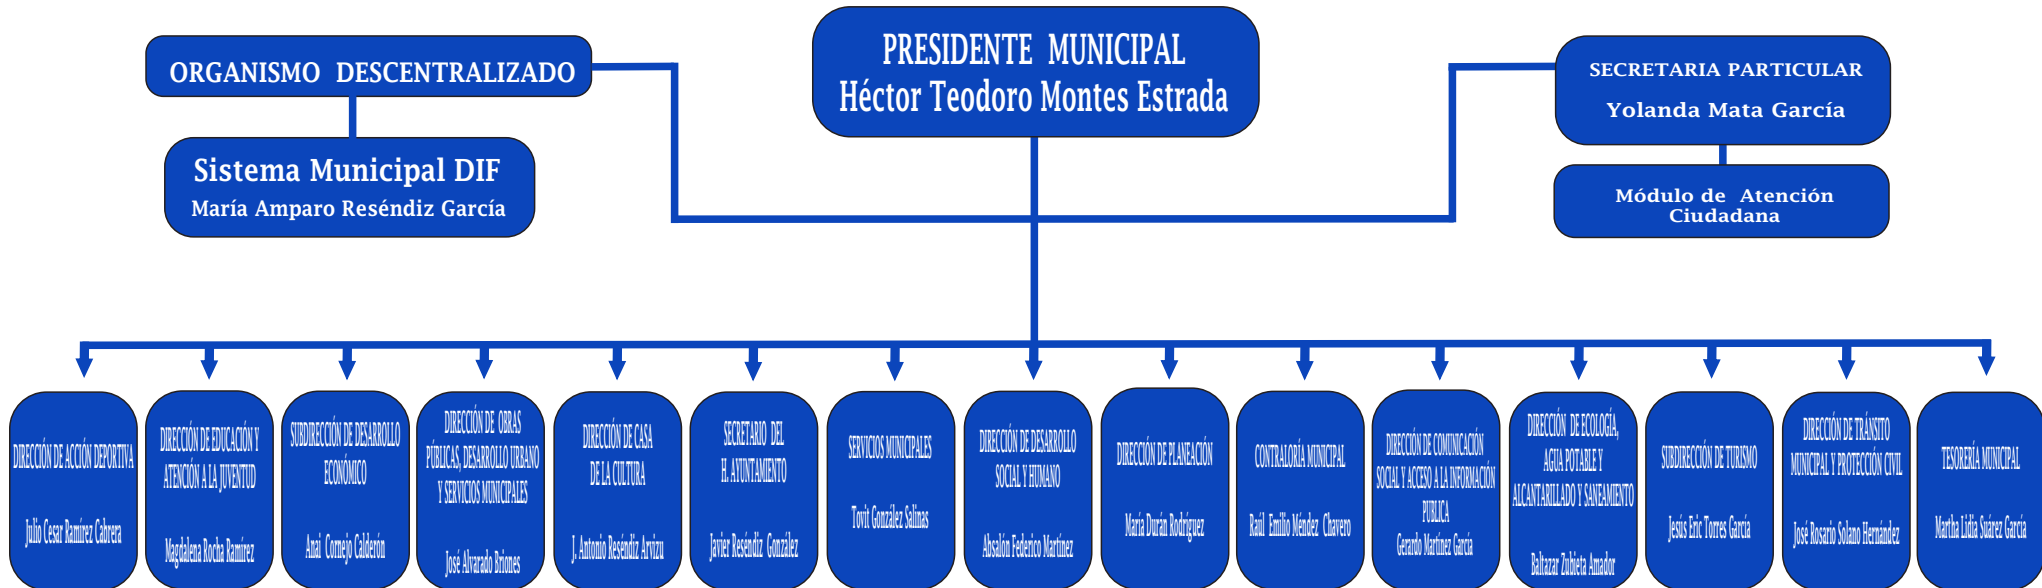 PRESIDENTE MUNICIPAL
Héctor Teodoro Montes Estrada
ORGANISMO DESCENTRALIZADO
Sistema Municipal DIF
María Amparo Reséndiz García
SECRETARIA PARTICULAR
Yolanda Mata García
Módulo de Atención
Ciudadana
DIRECCIÓN DE ACCIÓN DEPORTIVA
Julio Cesar Ramírez Cabrera
DIRECCIÓN DE EDUCACIÓN Y
ATENCIÓN A LA JUVENTUD
Magdalena Rocha Ramírez
SUBDIRECCIÓN DE DESARROLLO
ECONÓMICO
Anai Cornejo Calderón
DIRECCIÓN DE OBRAS
PÚBLICAS, DESARROLLO URBANO
Y SERVICIOS MUNICIPALES
José Alvarado Briones
DIRECCIÓN DE CASA
DE LA CULTURA
J. Antonio Reséndiz Arvizu
SECRETARIO DEL
H. AYUNTAMIENTO
Javier Reséndiz González
SERVICIOS MUNICIPALES
Tovit González Salinas
DIRECCIÓN DE DESARROLLO
SOCIAL Y HUMANO
Absalón Federico Martínez
DIRECCIÓN DE PLANEACIÓN
María Durán Rodríguez
CONTRALORÍA MUNICIPAL
Raúl Emilio Méndez Chavero
DIRECCIÓN DE COMUNICACIÓN
SOCIAL Y ACCESO A LA INFORMACIÓN
PUBLICA
Gerardo Martínez García
DIRECCIÓN DE ECOLOGÍA,
AGUA POTABLE Y
ALCANTARILLADO Y SANEAMIENTO
Baltazar Zubieta Amador
SUBDIRECCIÓN DE TURISMO
Jesús Eric Torres García
DIRECCIÓN DE TRÁNSITO
MUNICIPAL Y PROTECCIÓN CIVIL
José Rosario Solano Hernández
TESORERÍA MUNICIPAL
Martha Lidia Suárez García